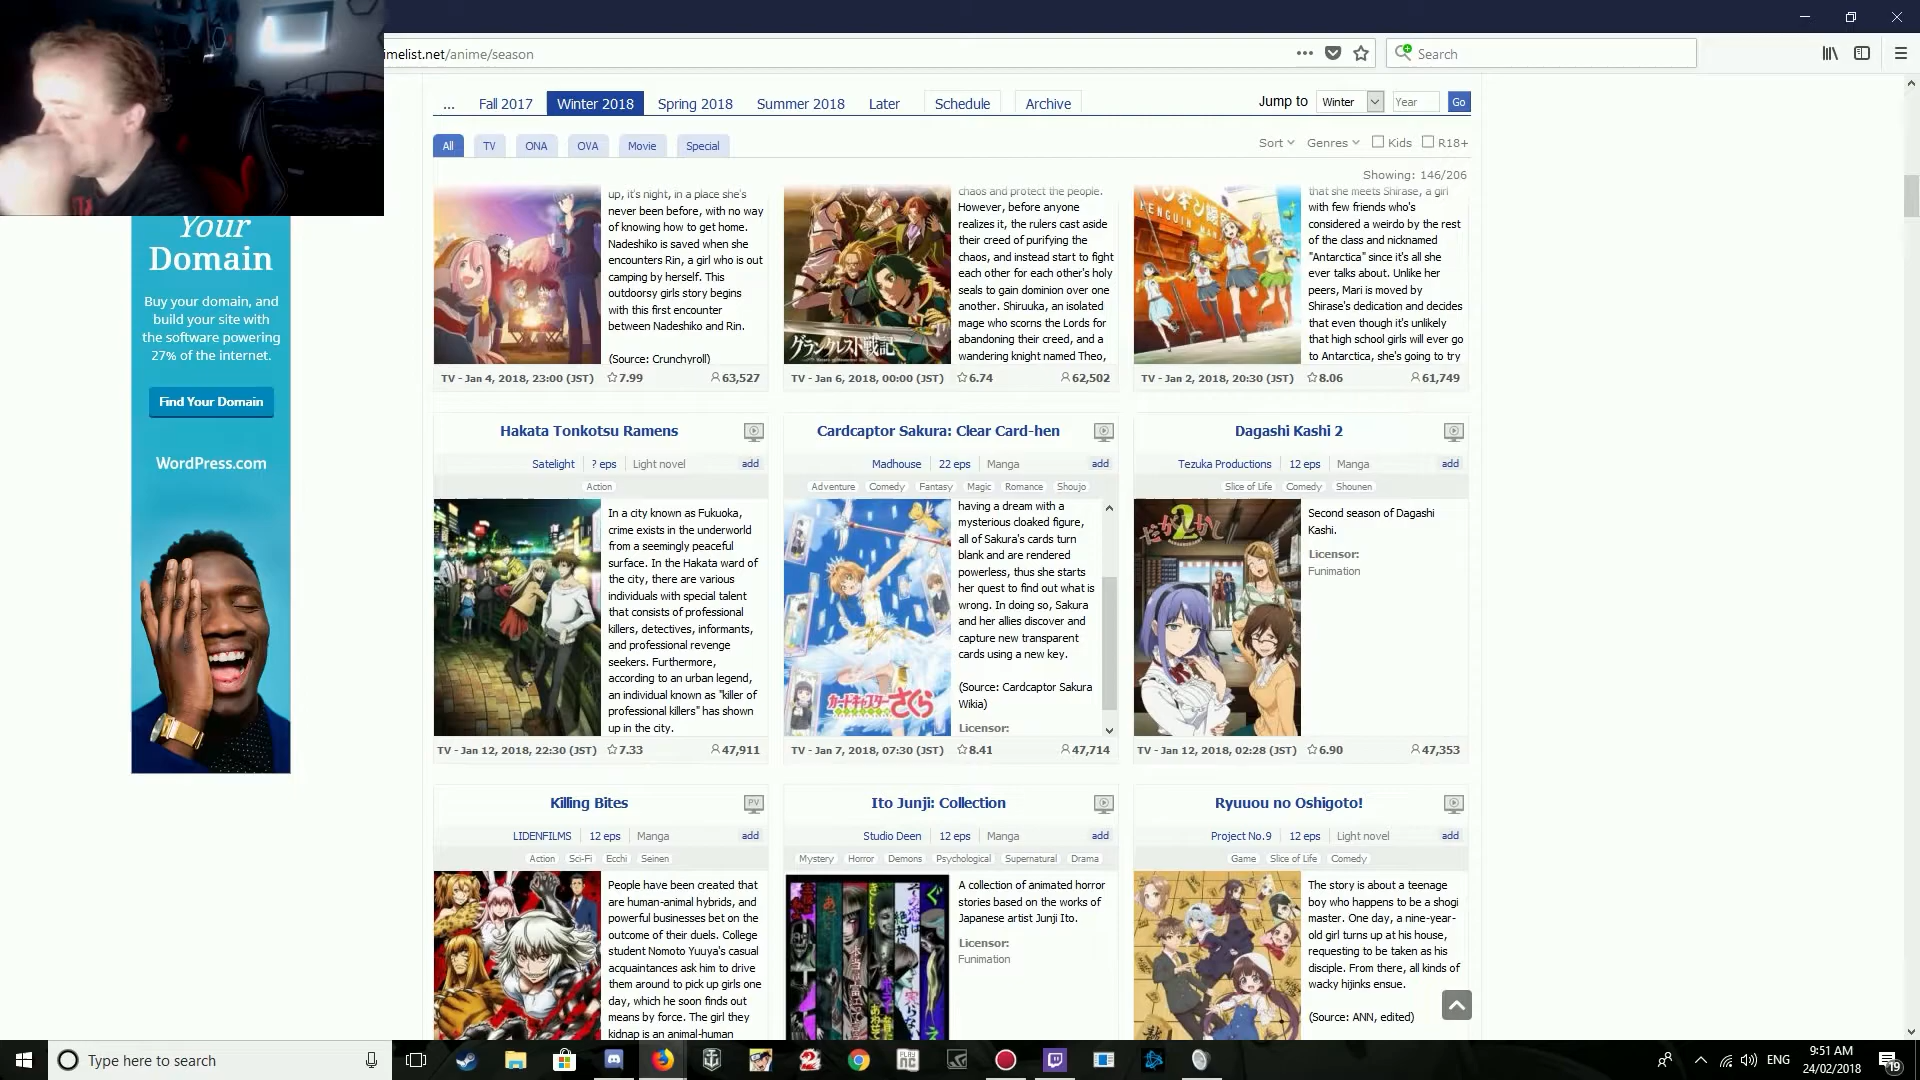 imelist.net/anime/season
Search
... Fall 2017 Winter 2018 Spring 2018 Summer 2018 Later Schedule Archive
Jump to Winter Year Go
All TV ONA OVA Movie Special
Sort Genres Kids R18+
Showing: 146/206
Your
Domain
Buy your domain, and
build your site with
the software powering
27% of the internet.
Find Your Domain
WordPress.com
up, it's night, in a place she's
never been before, with no way
of knowing how to get home.
Nadeshiko is saved when she
encounters Rin, a girl who is out
camping by herself. This
outdoorsy girls story begins
with this first encounter
between Nadeshiko and Rin.
(Source: Crunchyroll)
TV - Jan 4, 2018, 23:00 (JST) 7.99 63,527
グランクレスト戦記
chaos and protect the people.
However, before anyone
realizes it, the rulers cast aside
their creed of purifying the
chaos, and instead start to fight
each other for each other's holy
seals to gain dominion over one
another. Shiruuka, an isolated
mage who scorns the Lords for
abandoning their creed, and a
wandering knight named Theo,
TV - Jan 6, 2018, 00:00 (JST) 6.74 62,502
PENGUIN
that she meets Shirase, a girl
with few friends who's
considered a weirdo by the rest
of the class and nicknamed
"Antarctica" since it's all she
ever talks about. Unlike her
peers, Mari is moved by
Shirase's dedication and decides
that even though it's unlikely
that high school girls will ever go
to Antarctica, she's going to try
TV - Jan 2, 2018, 20:30 (JST) 8.06 61,749
Hakata Tonkotsu Ramens
Satelight ? eps Light novel add
Action
In a city known as Fukuoka,
crime exists in the underworld
from a seemingly peaceful
surface. In the Hakata ward of
the city, there are various
individuals with special talent
that consists of professional
killers, detectives, informants,
and professional revenge
seekers. Furthermore,
according to an urban legend,
an individual known as "killer of
professional killers" has shown
up in the city.
TV - Jan 12, 2018, 22:30 (JST) 7.33 47,911
Cardcaptor Sakura: Clear Card-hen
Madhouse 22 eps Manga add
Adventure Comedy Fantasy Magic Romance Shoujo
カードキャプター
さくら
having a dream with a
mysterious cloaked figure,
all of Sakura's cards turn
blank and are rendered
powerless, thus she starts
her quest to find out what is
wrong. In doing so, Sakura
and her allies discover and
capture new transparent
cards using a new key.
(Source: Cardcaptor Sakura
Wikia)
Licensor:
TV - Jan 7, 2018, 07:30 (JST) 8.41 47,714
Dagashi Kashi 2
Tezuka Productions 12 eps Manga add
Slice of Life Comedy Shounen
だがしかし
2
Second season of Dagashi
Kashi.
Licensor:
Funimation
TV - Jan 12, 2018, 02:28 (JST) 6.90 47,353
Killing Bites
PV
LIDENFILMS 12 eps Manga add
Action Sci-Fi Ecchi Seinen
People have been created that
are human-animal hybrids, and
powerful businesses bet on the
outcome of their duels. College
student Nomoto Yuuya's casual
acquaintances ask him to drive
them around to pick up girls one
day, which he soon finds out
means by force. The girl they
kidnap is an animal-human
Ito Junji: Collection
Studio Deen 12 eps Manga add
Mystery Horror Demons Psychological Supernatural Drama
A collection of animated horror
stories based on the works of
Japanese artist Junji Ito.
Licensor:
Funimation
Ryuuou no Oshigoto!
Project No.9 12 eps Light novel add
Game Slice of Life Comedy
The story is about a teenage
boy who happens to be a shogi
master. One day, a nine-year-
old girl turns up at his house,
requesting to be taken as his
disciple. From there, all kinds of
wacky hijinks ensue.
(Source: ANN, edited)
Type here to search
PLAY
NC
ENG
9:51 AM
24/02/2018
19